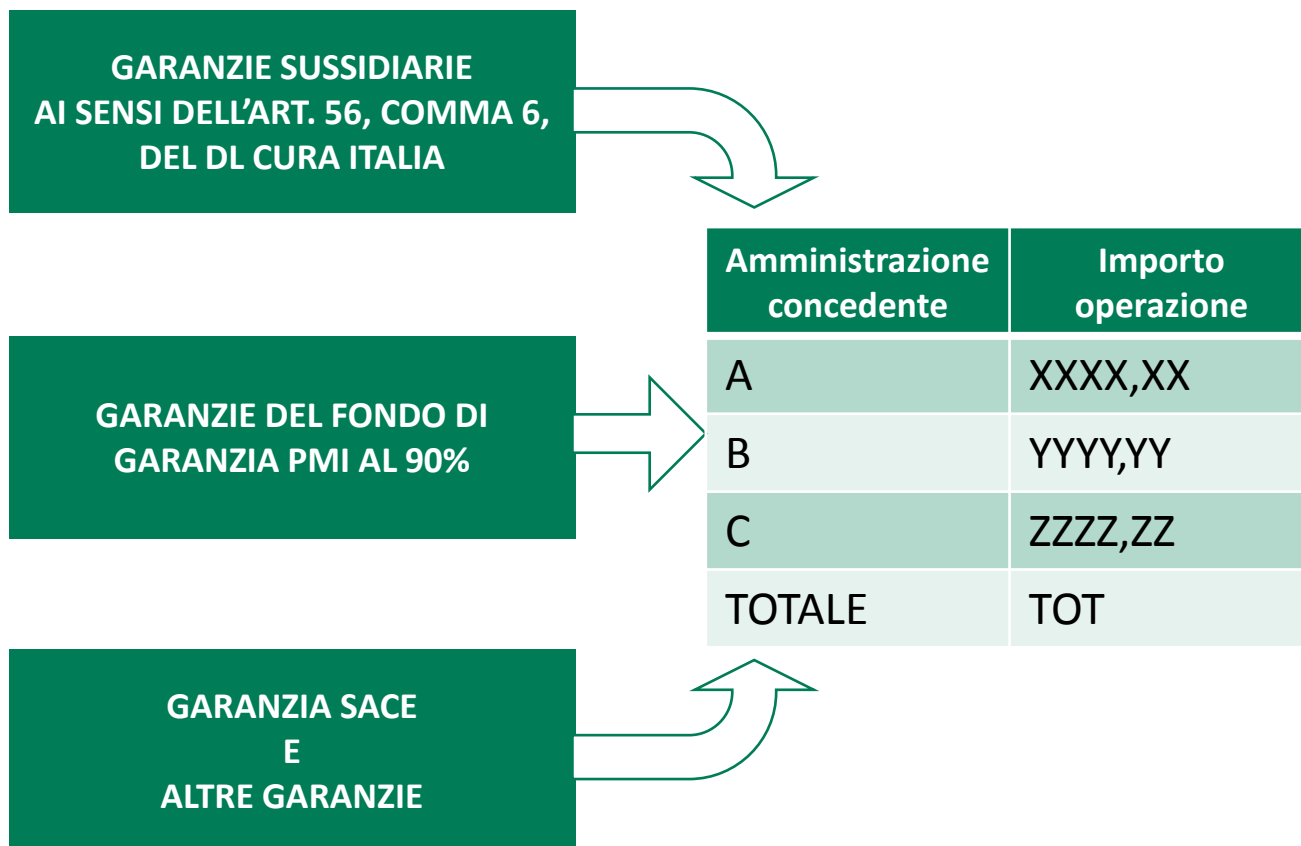 GARANZIE SUSSIDIARIE
AI SENSI DELL'ART. 56, COMMA 6,
DEL DL CURA ITALIA
GARANZIE DEL FONDO DI
GARANZIA PMI AL 90%
GARANZIA SACE
E
ALTRE GARANZIE
Amministrazione concedente Importo operazione
A XXXX,XX
B YYYY,YY
C ZZZZ,ZZ
TOTALE TOT